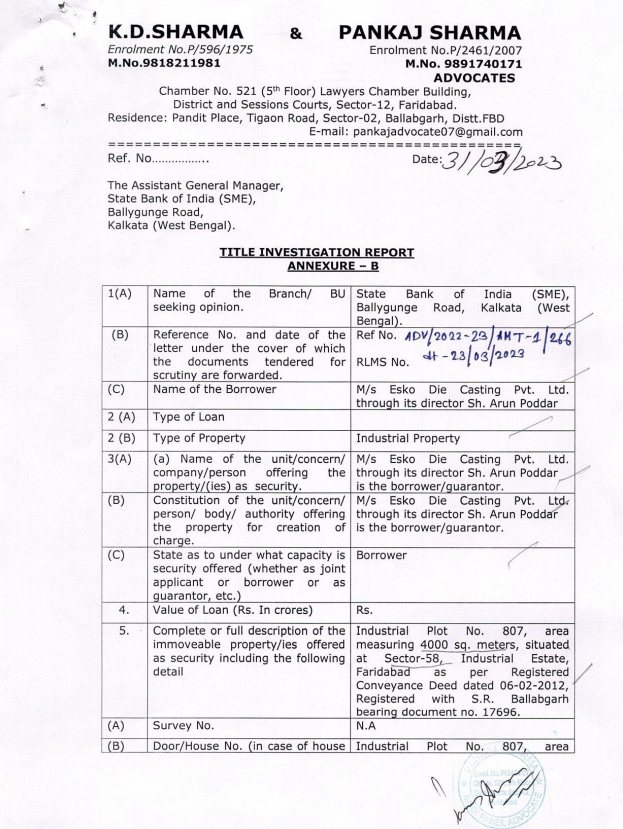 K.D.SHARMA & PANKAJ SHARMA
Enrolment No.P/596/1975 Enrolment No.P/2461/2007
M.No.9818211981 M.No. 9891740171
ADVOCATES
Chamber No. 521 (5th Floor) Lawyers Chamber Building,
District and Sessions Courts, Sector-12, Faridabad.
Residence: Pandit Place, Tigaon Road, Sector-02, Ballabgarh, Distt.FBD
E-mail: pankajadvocate07@gmail.com
================================================
Ref. No................. Date: 31/03/2023
The Assistant General Manager,
State Bank of India (SME),
Ballygunge Road,
Kalkata (West Bengal).
TITLE INVESTIGATION REPORT
ANNEXURE – B
1(A) Name of the Branch/ BU State Bank of India (SME),
seeking opinion. Ballygunge Road, Kalkata (West
Bengal).
(B) Reference No. and date of the Ref No. ADV/2022-23/AMT-1/266
letter under the cover of which dt-23/03/2023
the documents tendered for RLMS No.
scrutiny are forwarded.
(C) Name of the Borrower M/s Esko Die Casting Pvt. Ltd.
through its director Sh. Arun Poddar
2 (A) Type of Loan
2 (B) Type of Property Industrial Property
3(A) (a) Name of the unit/concern/ M/s Esko Die Casting Pvt. Ltd.
company/person offering the through its director Sh. Arun Poddar
property/(ies) as security. is the borrower/guarantor.
(B) Constitution of the unit/concern/ M/s Esko Die Casting Pvt. Ltd.
person/ body/ authority offering through its director Sh. Arun Poddar
the property for creation of is the borrower/guarantor.
charge.
(C) State as to under what capacity is Borrower
security offered (whether as joint
applicant or borrower or as
guarantor, etc.)
4. Value of Loan (Rs. In crores) Rs.
5. Complete or full description of the Industrial Plot No. 807, area
immoveable property/ies offered measuring 4000 sq. meters, situated
as security including the following at Sector-58, Industrial Estate,
detail Faridabad as per Registered
Conveyance Deed dated 06-02-2012,
Registered with S.R. Ballabgarh
bearing document no. 17696.
(A) Survey No. N.A
(B) Door/House No. (in case of house Industrial Plot No. 807, area